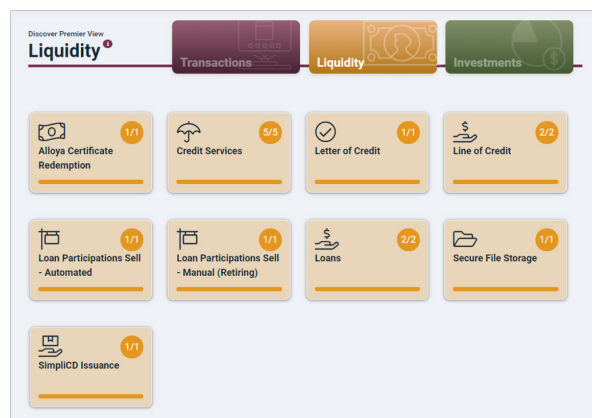 Discover Premier View
Liquidity
Transactions
Liquidity
Investments
1/1
Alloya Certificate
Redemption
5/5
Credit Services
1/1
Letter of Credit
2/2
Line of Credit
1/1
Loan Participations Sell
- Automated
1/1
Loan Participations Sell
- Manual (Retiring)
2/2
Loans
1/1
Secure File Storage
1/1
SimpliCD Issuance